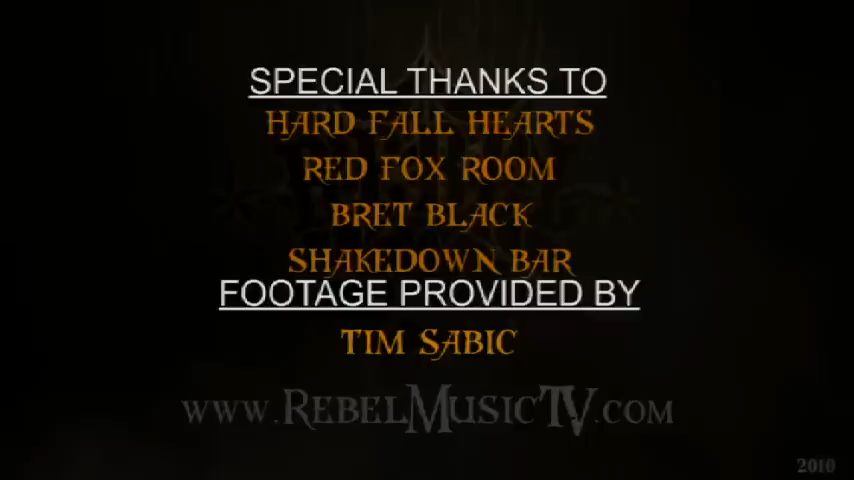 SPECIAL THANKS TO
HARD FALL HEARTS
RED FOX ROOM
BRET BLACK
SHAKEDOWN BAR
FOOTAGE PROVIDED BY
TIM SABIC
www.RebelMusicTV.com
2010